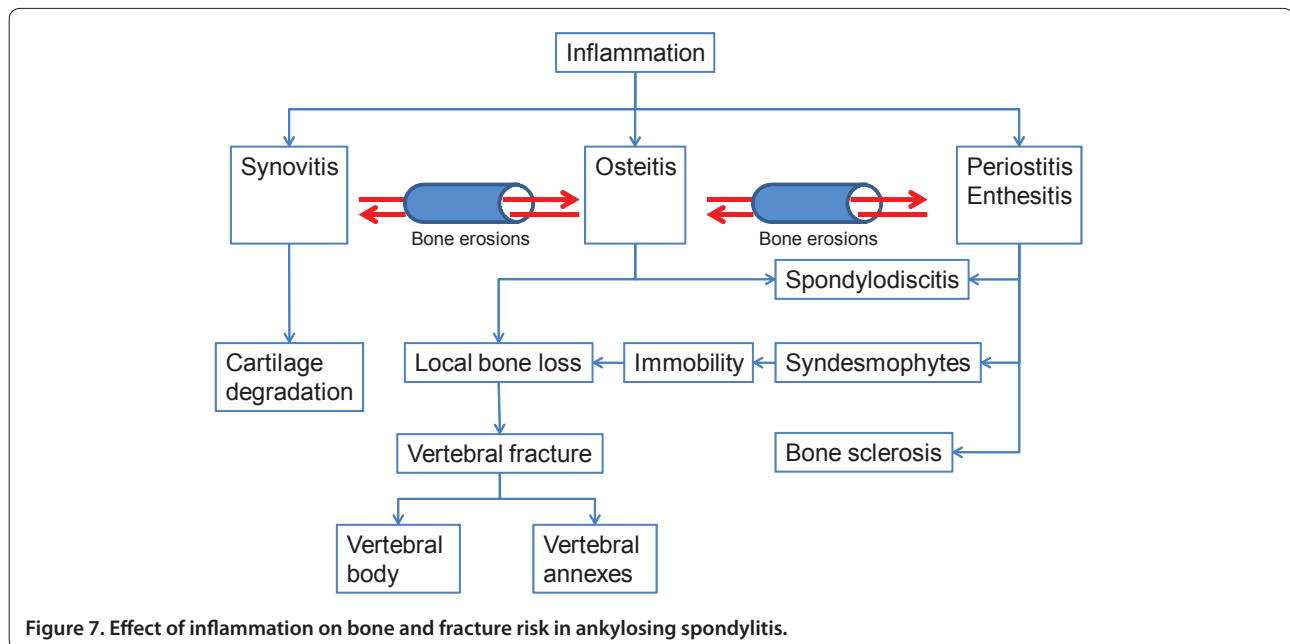 Inflammation
Synovitis
Osteitis
Periostitis
Enthesitis
Bone erosions
Bone erosions
Spondylodiscitis
Cartilage
degradation
Local bone loss
Immobility
Syndesmophytes
Vertebral fracture
Bone sclerosis
Vertebral
body
Vertebral
annexes
Figure 7. Effect of inflammation on bone and fracture risk in ankylosing spondylitis.